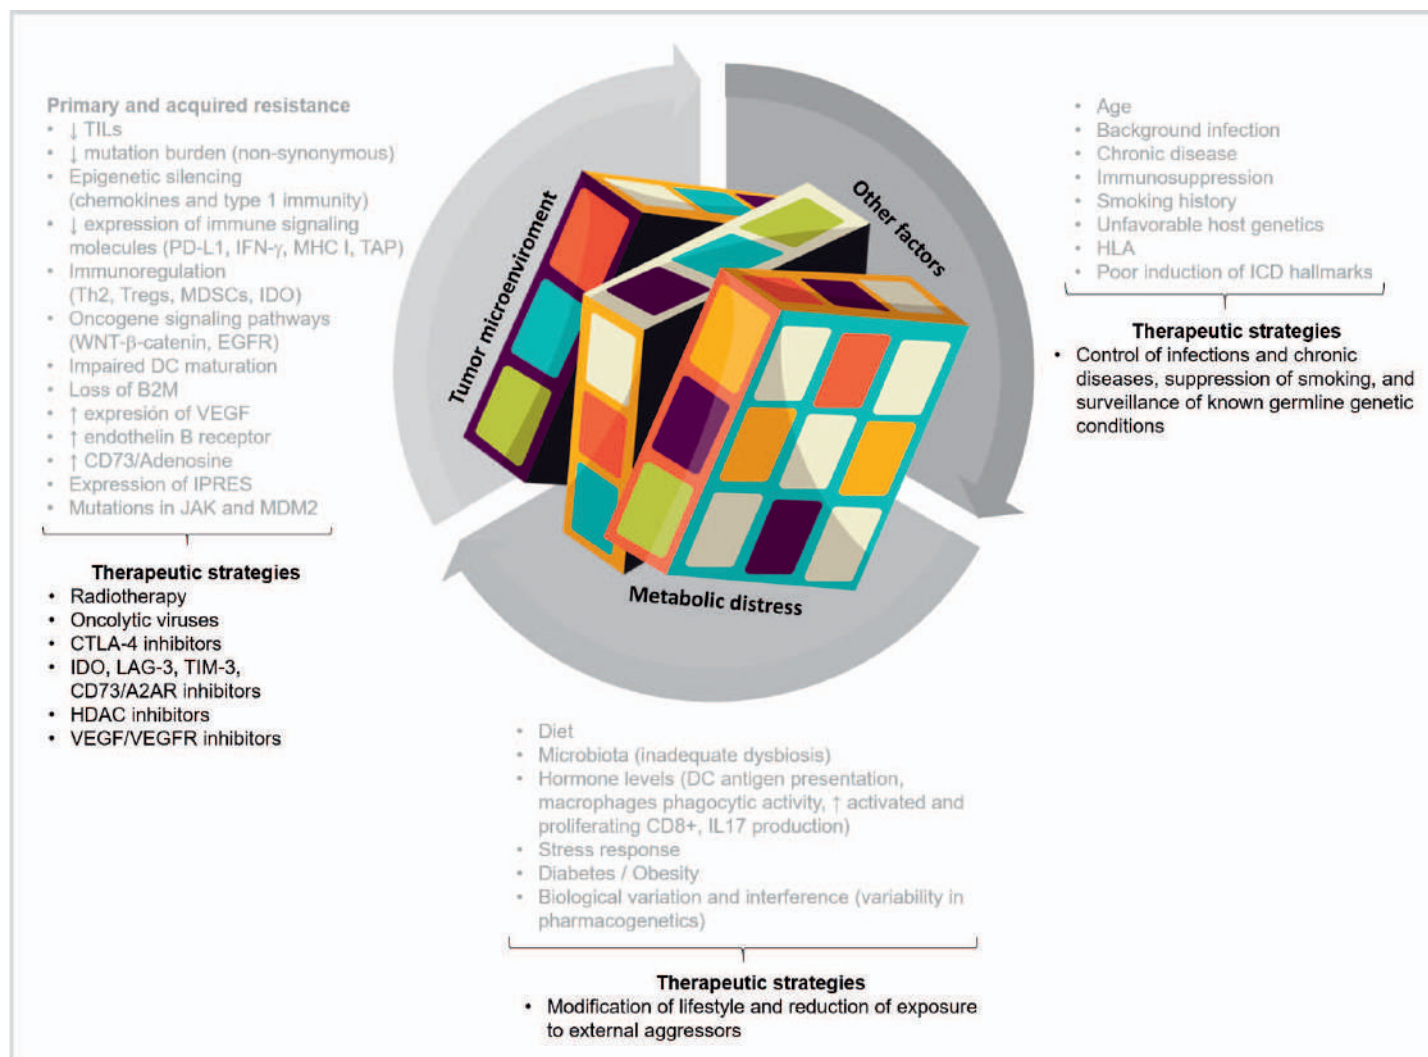 Primary and acquired resistance
• ↓ TILs
• ↓ mutation burden (non-synonymous)
• Epigenetic silencing
(chemokines and type 1 immunity)
• ↓ expression of immune signaling
molecules (PD-L1, IFN-γ, MHC I, TAP)
• Immunoregulation
(Th2, Tregs, MDSCs, IDO)
• Oncogene signaling pathways
(WNT-β-catenin, EGFR)
• Impaired DC maturation
• Loss of B2M
• ↑ expresión of VEGF
• ↑ endothelin B receptor
• ↑ CD73/Adenosine
• Expression of IPRES
• Mutations in JAK and MDM2
Therapeutic strategies
• Radiotherapy
• Oncolytic viruses
• CTLA-4 inhibitors
• IDO, LAG-3, TIM-3,
CD73/A2AR inhibitors
• HDAC inhibitors
• VEGF/VEGFR inhibitors
Tumor microenviroment
Other factors
Metabolic distress
• Age
• Background infection
• Chronic disease
• Immunosuppression
• Smoking history
• Unfavorable host genetics
• HLA
• Poor induction of ICD hallmarks
Therapeutic strategies
• Control of infections and chronic
diseases, suppression of smoking, and
surveillance of known germline genetic
conditions
• Diet
• Microbiota (inadequate dysbiosis)
• Hormone levels (DC antigen presentation,
macrophages phagocytic activity, ↑ activated and
proliferating CD8+, IL17 production)
• Stress response
• Diabetes / Obesity
• Biological variation and interference (variability in
pharmacogenetics)
Therapeutic strategies
• Modification of lifestyle and reduction of exposure
to external aggressors